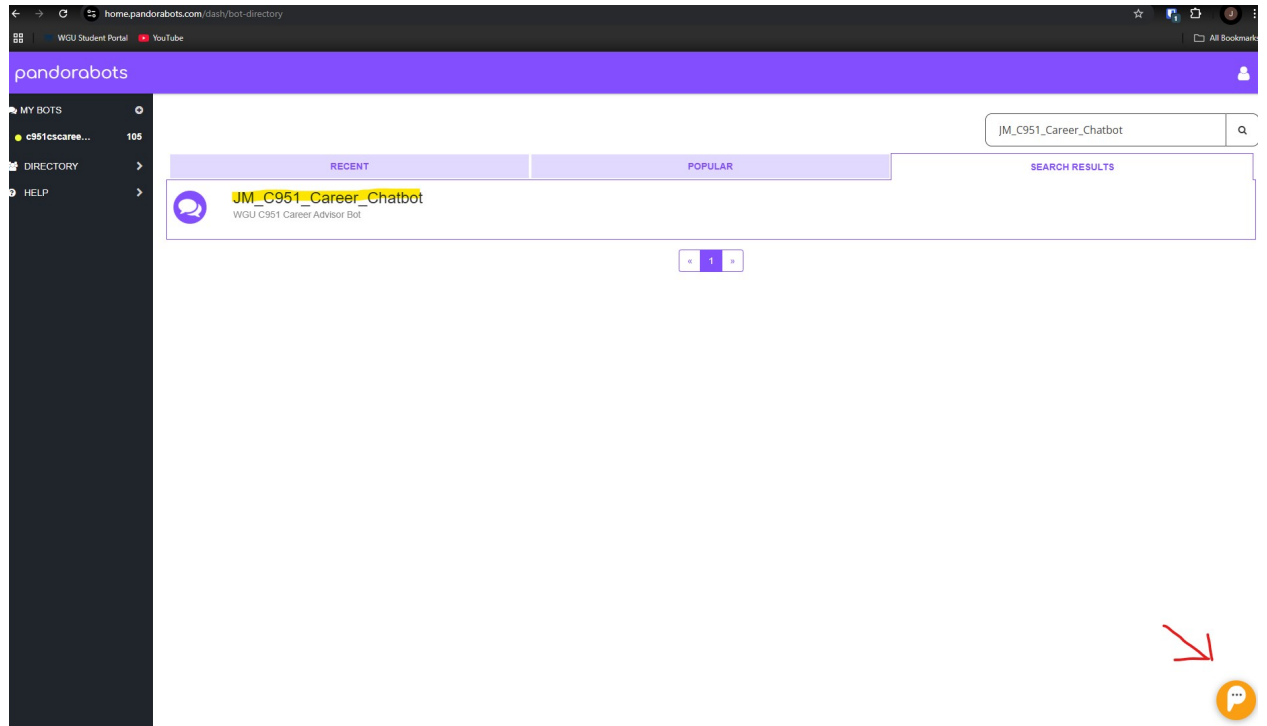 home.pandorabots.com/dash/bot-directory
WGU Student Portal YouTube All Bookmarks
pandorabots
MY BOTS
c951cscaree... 105
DIRECTORY
HELP
JM_C951_Career_Chatbot
RECENT POPULAR SEARCH RESULTS
JM_C951_Career_Chatbot
WGU C951 Career Advisor Bot
« 1 »